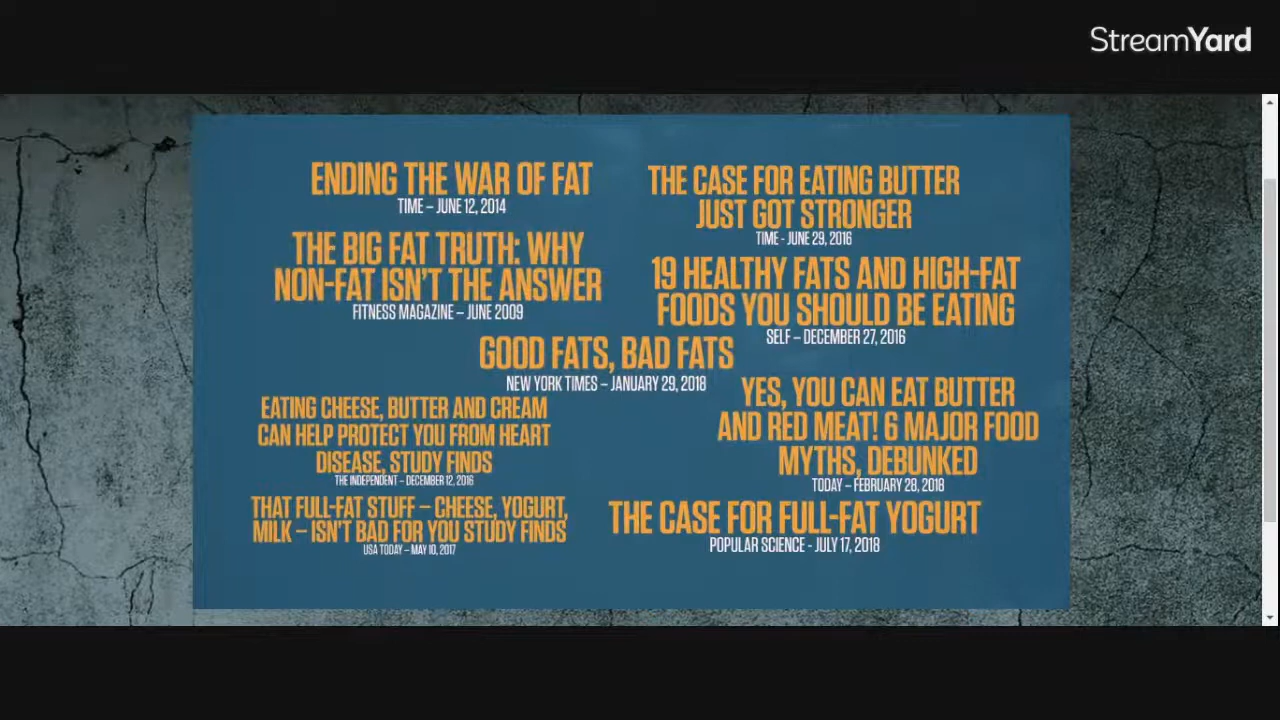 StreamYard
ENDING THE WAR OF FAT
TIME – JUNE 12, 2014
THE CASE FOR EATING BUTTER
JUST GOT STRONGER
TIME - JUNE 29, 2016
THE BIG FAT TRUTH: WHY
NON-FAT ISN'T THE ANSWER
FITNESS MAGAZINE – JUNE 2009
19 HEALTHY FATS AND HIGH-FAT
FOODS YOU SHOULD BE EATING
SELF – DECEMBER 27, 2016
GOOD FATS, BAD FATS
NEW YORK TIMES – JANUARY 29, 2018
EATING CHEESE, BUTTER AND CREAM
CAN HELP PROTECT YOU FROM HEART
DISEASE, STUDY FINDS
THE INDEPENDENT – DECEMBER 12, 2016
YES, YOU CAN EAT BUTTER
AND RED MEAT! 6 MAJOR FOOD
MYTHS, DEBUNKED
TODAY – FEBRUARY 28, 2018
THAT FULL-FAT STUFF – CHEESE, YOGURT,
MILK – ISN'T BAD FOR YOU STUDY FINDS
USA TODAY – MAY 10, 2017
THE CASE FOR FULL-FAT YOGURT
POPULAR SCIENCE - JULY 17, 2018